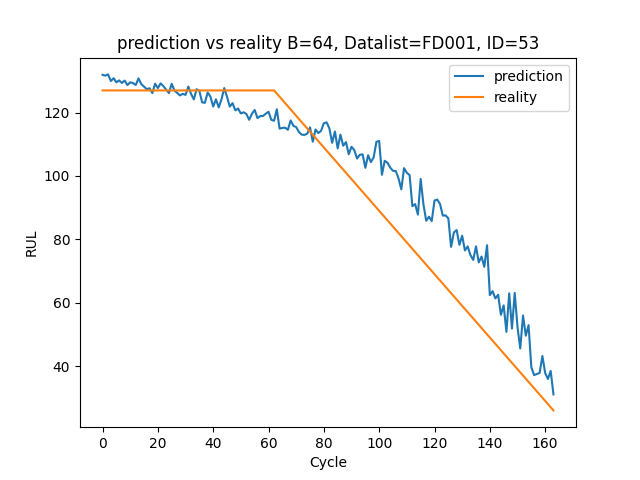 prediction vs reality B=64, Datalist=FD001, ID=53
prediction
reality
RUL
120
100
80
60
40
0 20 40 60 80 100 120 140 160
Cycle